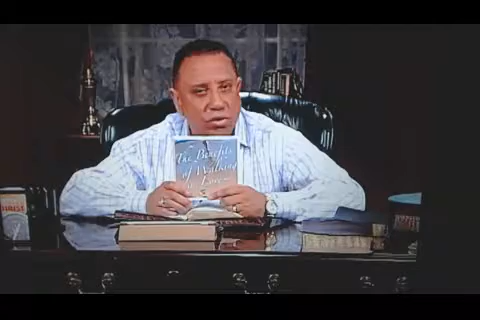 The Benefits
of Walking
in Love